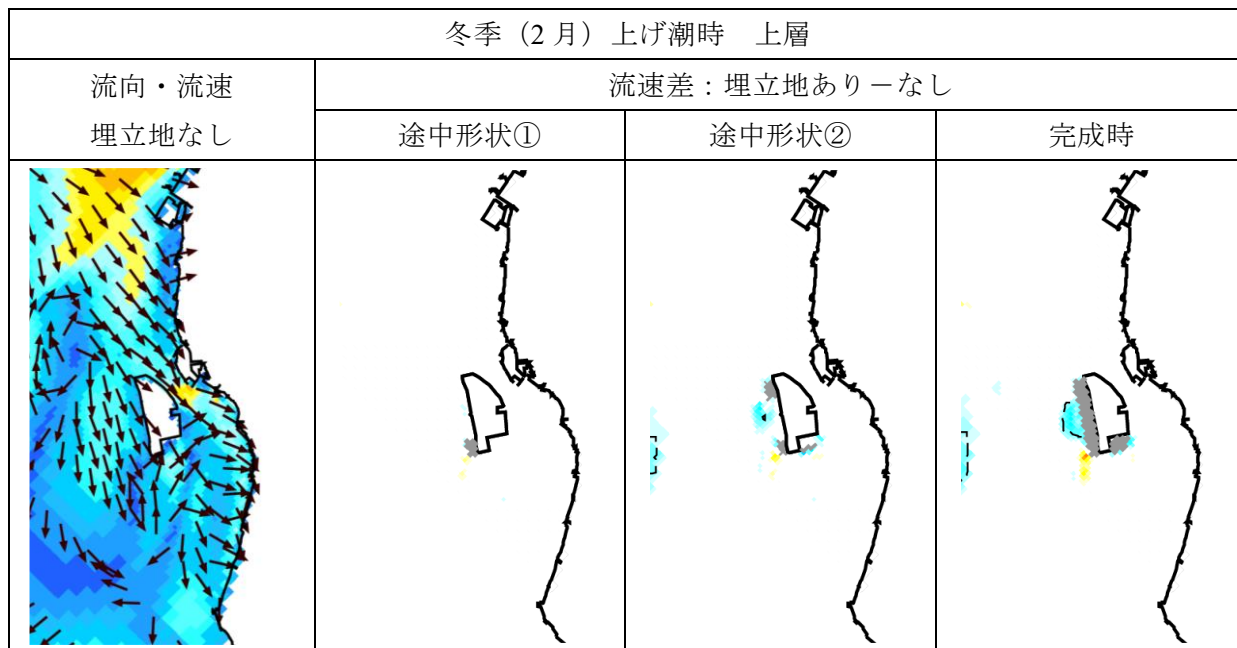 冬季（2月）上げ潮時　上層
流向・流速
埋立地なし
流速差：埋立地あり－なし
途中形状①
途中形状②
完成時